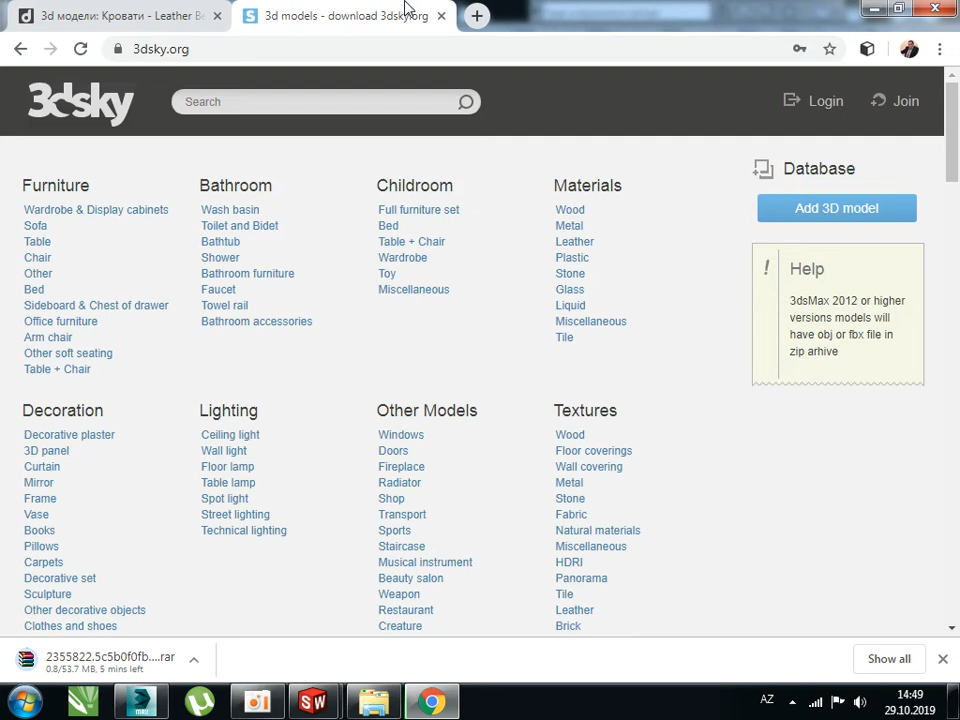 3d модели: Кровати - Leather Be
3d models - download 3dsky.org
3dsky.org
3dsky
Search
Login
Join
Furniture
Wardrobe & Display cabinets
Sofa
Table
Chair
Other
Bed
Sideboard & Chest of drawer
Office furniture
Arm chair
Other soft seating
Table + Chair
Bathroom
Wash basin
Toilet and Bidet
Bathtub
Shower
Bathroom furniture
Faucet
Towel rail
Bathroom accessories
Childroom
Full furniture set
Bed
Table + Chair
Wardrobe
Toy
Miscellaneous
Materials
Wood
Metal
Leather
Plastic
Stone
Glass
Liquid
Miscellaneous
Tile
Database
Add 3D model
! Help
3dsMax 2012 or higher
versions models will
have obj or fbx file in
zip arhive
Decoration
Decorative plaster
3D panel
Curtain
Mirror
Frame
Vase
Books
Pillows
Carpets
Decorative set
Sculpture
Other decorative objects
Clothes and shoes
Lighting
Ceiling light
Wall light
Floor lamp
Table lamp
Spot light
Street lighting
Technical lighting
Other Models
Windows
Doors
Fireplace
Radiator
Shop
Transport
Sports
Staircase
Musical instrument
Beauty salon
Weapon
Restaurant
Creature
Textures
Wood
Floor coverings
Wall covering
Metal
Stone
Fabric
Natural materials
Miscellaneous
HDRI
Panorama
Tile
Leather
Brick
2355822.5c5b0f0fb....rar
0.8/53.7 MB, 5 mins left
Show all
MAX
SW
AZ
14:49
29.10.2019